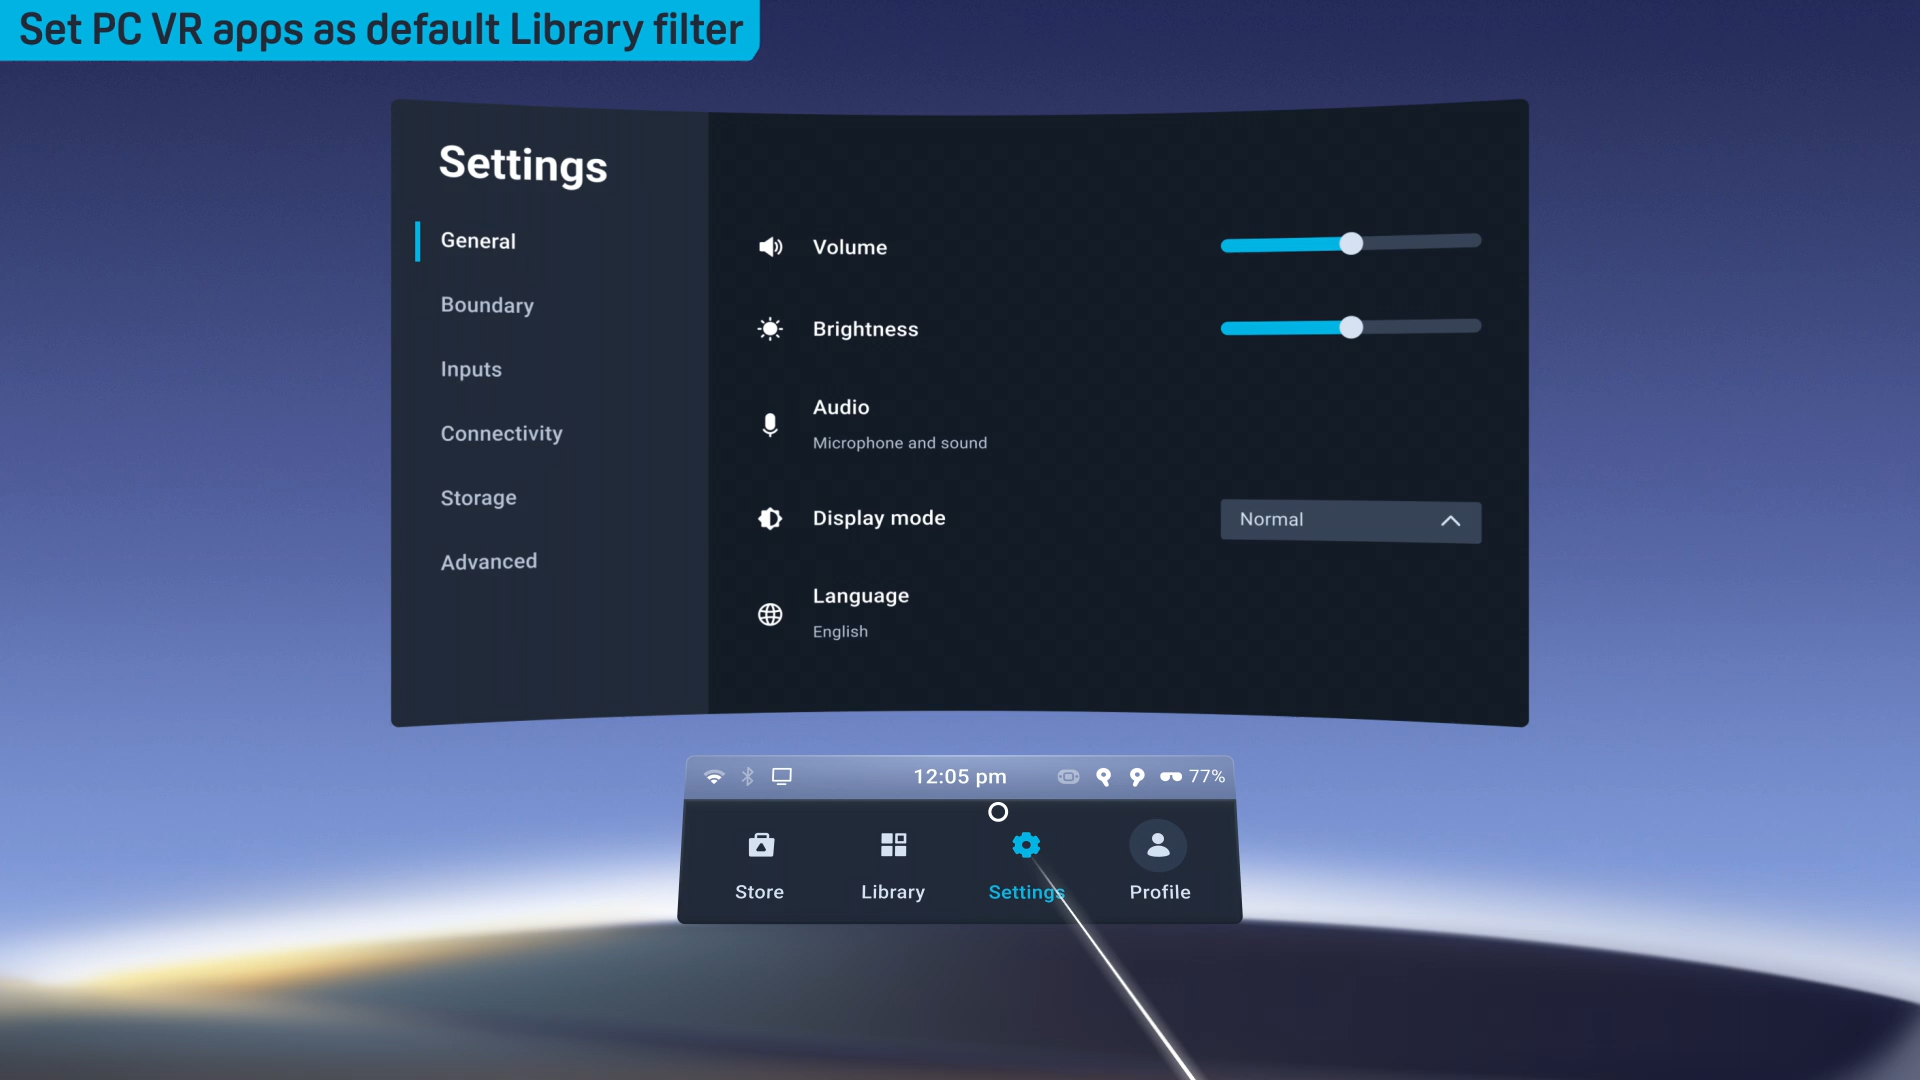 Set PC VR apps as default Library filter
Settings
General
Boundary
Inputs
Connectivity
Storage
Advanced
Volume
Brightness
Audio
Microphone and sound
Display mode
Normal
Language
English
12:05 pm
77%
Store
Library
Settings
Profile